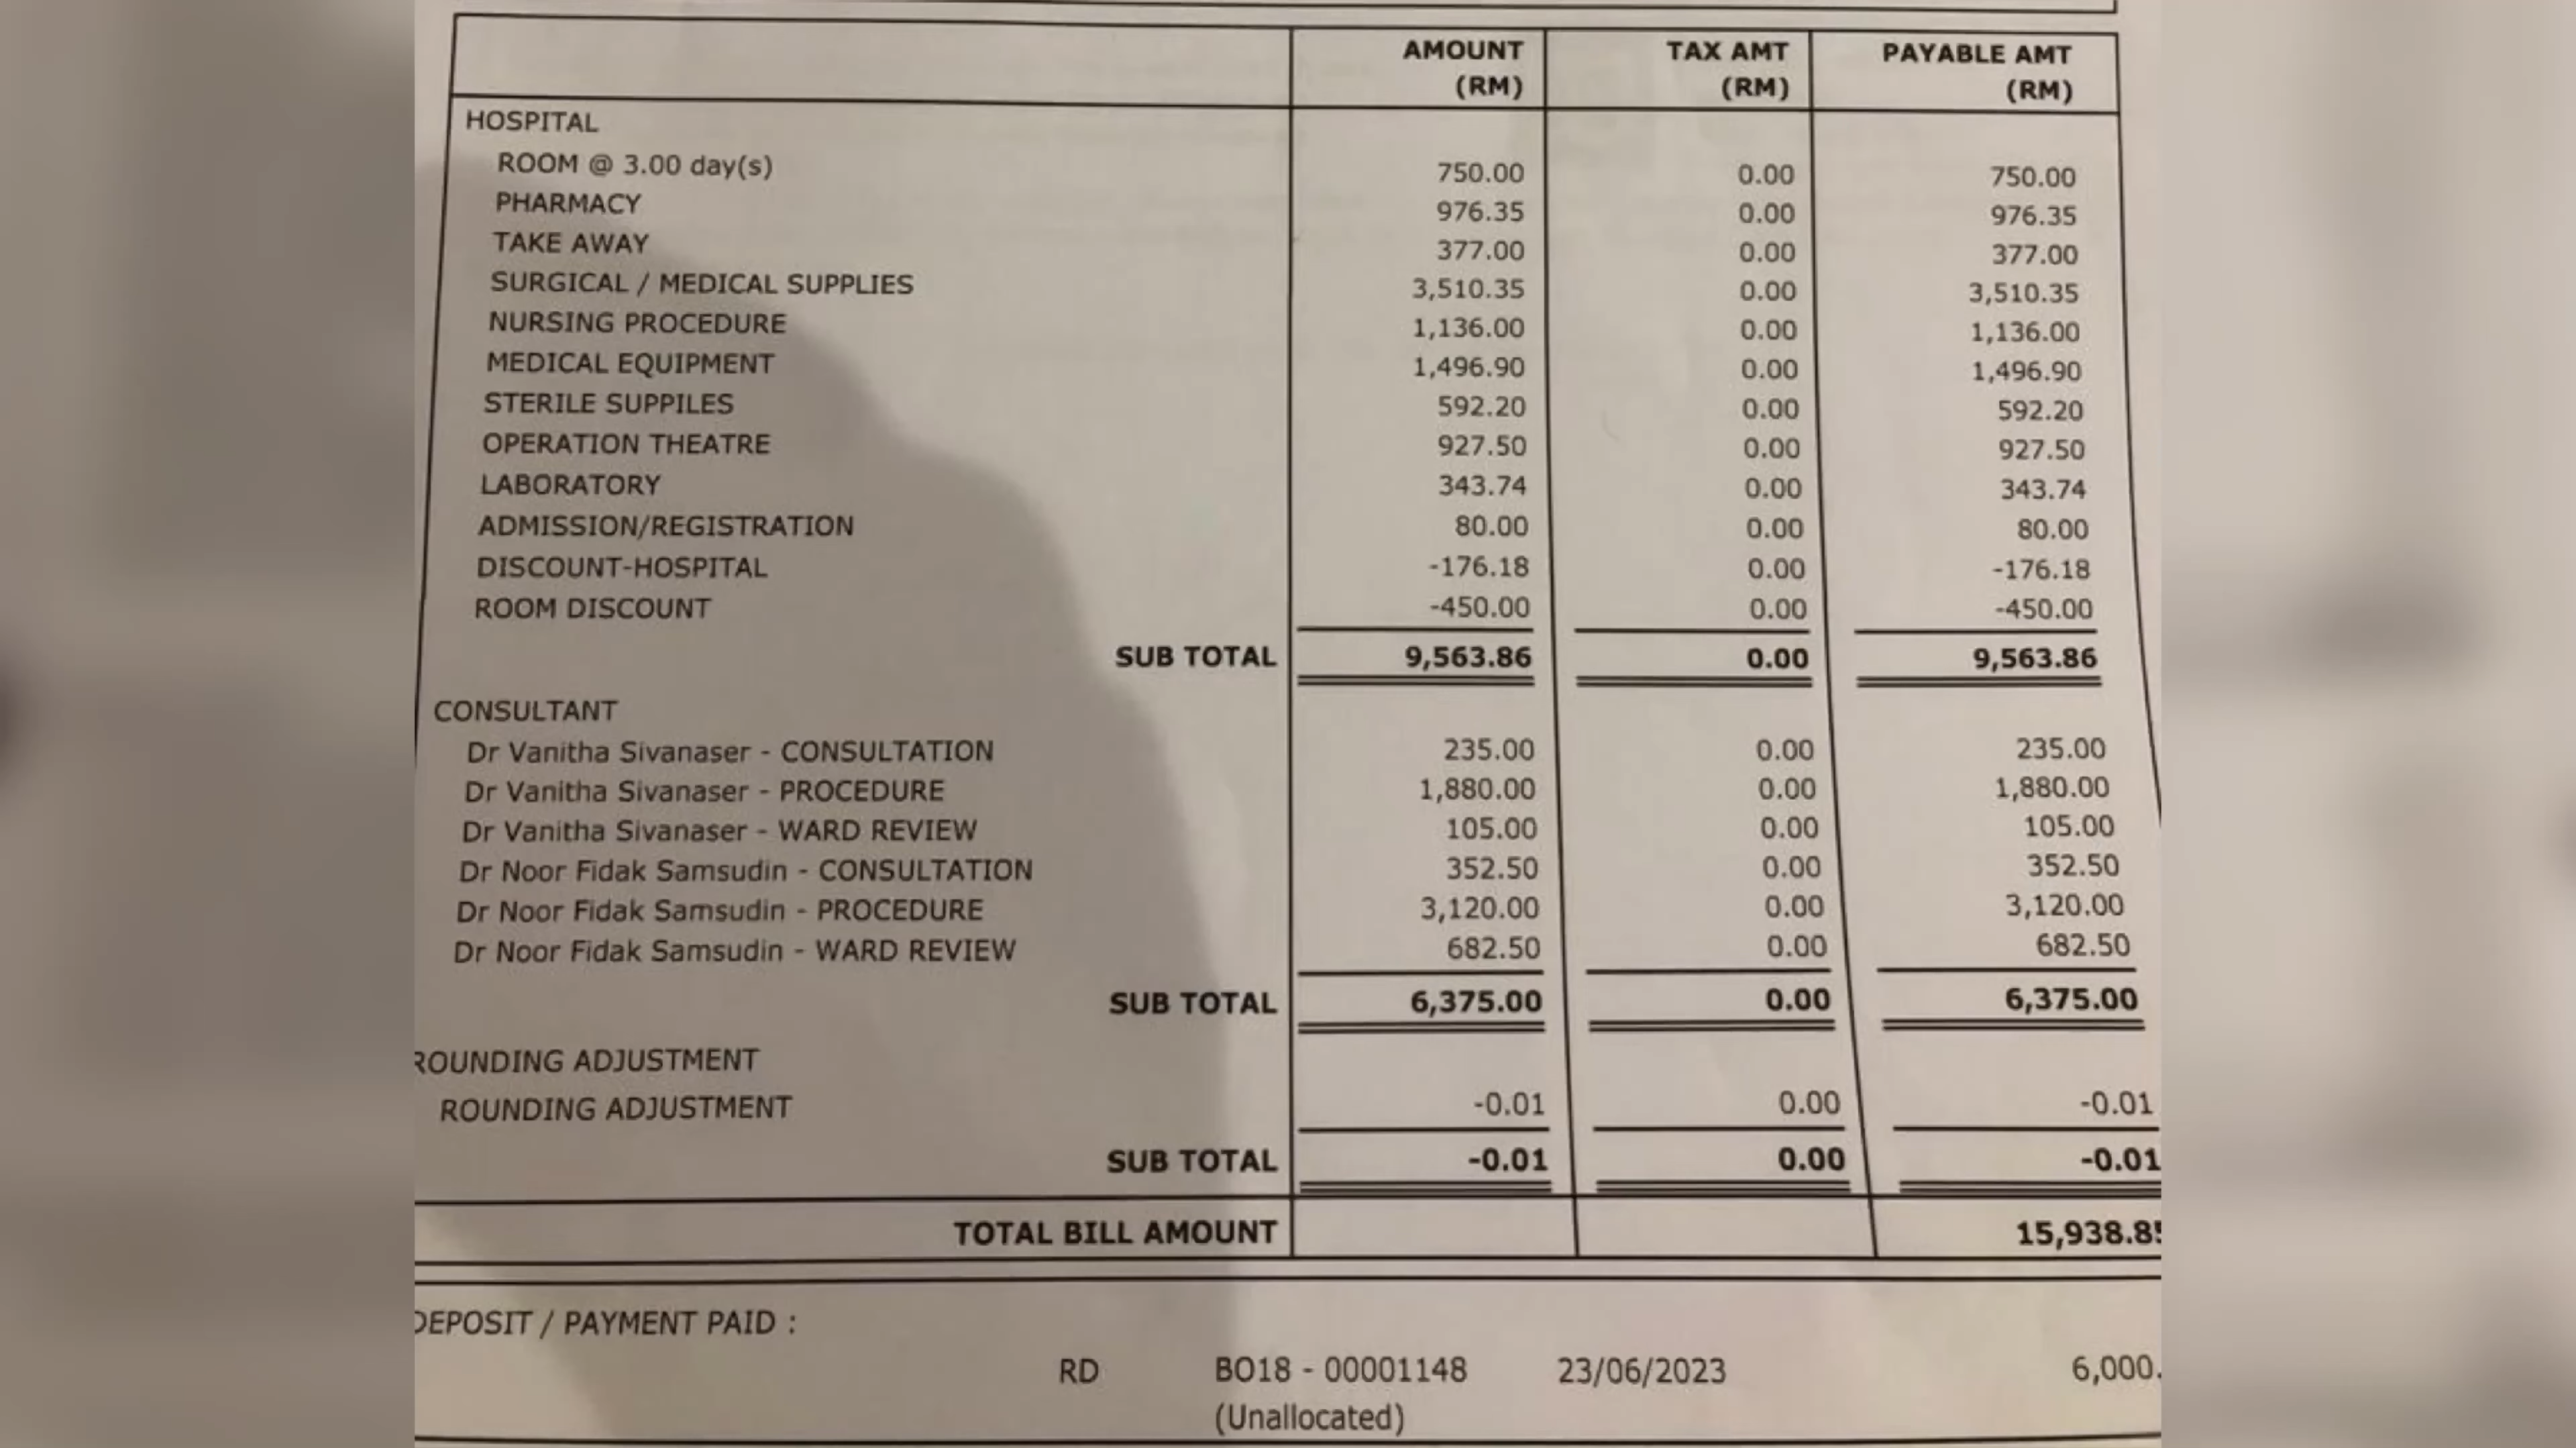 AMOUNT TAX AMT PAYABLE AMT
(RM) (RM) (RM)
HOSPITAL
ROOM @ 3.00 day(s) 750.00 0.00 750.00
PHARMACY 976.35 0.00 976.35
TAKE AWAY 377.00 0.00 377.00
SURGICAL / MEDICAL SUPPLIES 3,510.35 0.00 3,510.35
NURSING PROCEDURE 1,136.00 0.00 1,136.00
MEDICAL EQUIPMENT 1,496.90 0.00 1,496.90
STERILE SUPPILES 592.20 0.00 592.20
OPERATION THEATRE 927.50 0.00 927.50
LABORATORY 343.74 0.00 343.74
ADMISSION/REGISTRATION 80.00 0.00 80.00
DISCOUNT-HOSPITAL -176.18 0.00 -176.18
ROOM DISCOUNT -450.00 0.00 -450.00
SUB TOTAL 9,563.86 0.00 9,563.86
CONSULTANT
Dr Vanitha Sivanaser - CONSULTATION 235.00 0.00 235.00
Dr Vanitha Sivanaser - PROCEDURE 1,880.00 0.00 1,880.00
Dr Vanitha Sivanaser - WARD REVIEW 105.00 0.00 105.00
Dr Noor Fidak Samsudin - CONSULTATION 352.50 0.00 352.50
Dr Noor Fidak Samsudin - PROCEDURE 3,120.00 0.00 3,120.00
Dr Noor Fidak Samsudin - WARD REVIEW 682.50 0.00 682.50
SUB TOTAL 6,375.00 0.00 6,375.00
ROUNDING ADJUSTMENT
ROUNDING ADJUSTMENT -0.01 0.00 -0.01
SUB TOTAL -0.01 0.00 -0.01
TOTAL BILL AMOUNT 15,938.85
DEPOSIT / PAYMENT PAID :
RD BO18 - 00001148 23/06/2023 6,000.
(Unallocated)